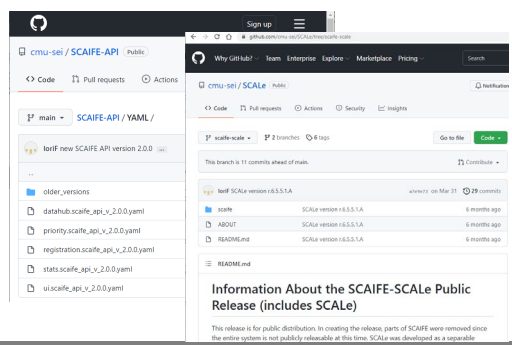 Sign up
cmu-sei / SCAIFE-API Public
Code Pull requests Actions
main SCAIFE-API / YAML /
loriF new SCAIFE API version 2.0.0 ...
..
older_versions
datahub.scaife_api_v_2.0.0.yaml
priority.scaife_api_v_2.0.0.yaml
registration.scaife_api_v_2.0.0.yaml
stats.scaife_api_v_2.0.0.yaml
ui.scaife_api_v_2.0.0.yaml
github.com/cmu-sei/SCALe/tree/scaife-scale
Why GitHub? Team Enterprise Explore Marketplace Pricing Search
cmu-sei / SCALe Public Notification
Code Pull requests Actions Security Insights
scaife-scale 2 branches 6 tags Go to file Code
This branch is 11 commits ahead of main. Contribute
loriF SCALe version r.6.5.5.1.A on Mar 31 29 commits
scaife SCALe version r.6.5.5.1.A 6 months ago
ABOUT SCALe version r.6.5.5.1.A 6 months ago
README.md SCALe version r.6.5.5.1.A 6 months ago
README.md
Information About the SCAIFE-SCALe Public
Release (includes SCALe)
This release is for public distribution. In creating the release, parts of SCAIFE were removed since
the entire system is not publicly releasable at this time. SCALe was developed as a separable